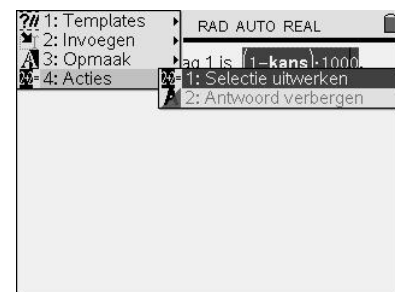 1: Templates
RAD AUTO REAL
2: Invoegen
3: Opmaak
ag 1 is (1-kans)·1000.
4: Acties
1: Selectie uitwerken
2: Antwoord verbergen